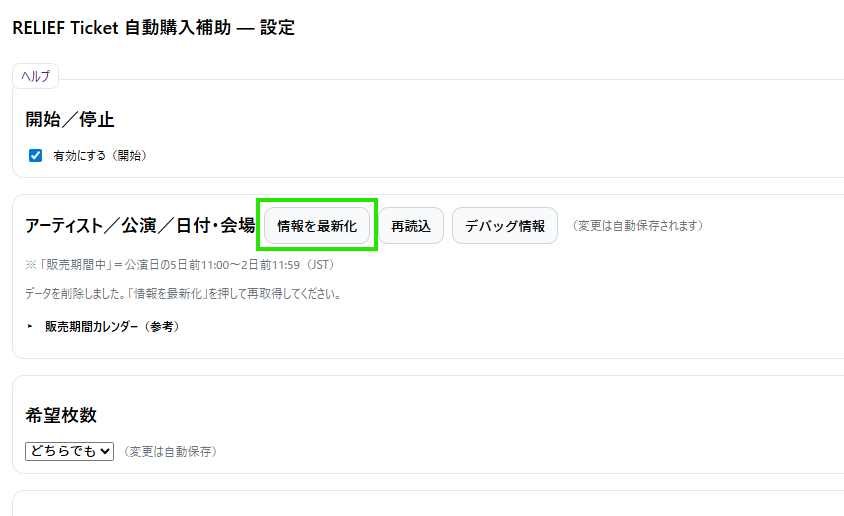 RELIEF Ticket 自動購入補助 — 設定
ヘルプ
開始／停止
有効にする（開始）
アーティスト／公演／日付・会場 情報を最新化 再読込 デバッグ情報 （変更は自動保存されます）
※ 「販売期間中」＝公演日の5日前11:00〜2日前11:59（JST）
データを削除しました。「情報を最新化」を押して再取得してください。
販売期間カレンダー（参考）
希望枚数
どちらでも （変更は自動保存）